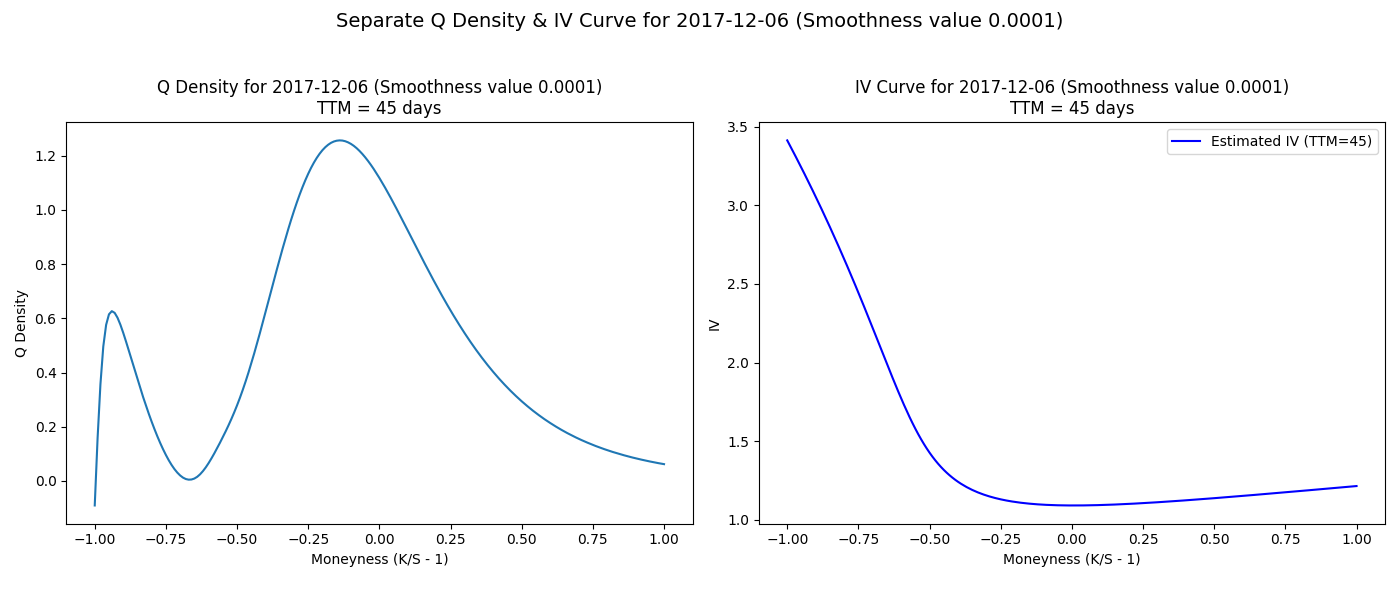 Separate Q Density & IV Curve for 2017-12-06 (Smoothness value 0.0001)
Q Density for 2017-12-06 (Smoothness value 0.0001)
TTM = 45 days
Q Density
1.2
1.0
0.8
0.6
0.4
0.2
0.0
−1.00 −0.75 −0.50 −0.25 0.00 0.25 0.50 0.75 1.00
Moneyness (K/S - 1)
IV Curve for 2017-12-06 (Smoothness value 0.0001)
TTM = 45 days
Estimated IV (TTM=45)
IV
3.5
3.0
2.5
2.0
1.5
1.0
−1.00 −0.75 −0.50 −0.25 0.00 0.25 0.50 0.75 1.00
Moneyness (K/S - 1)